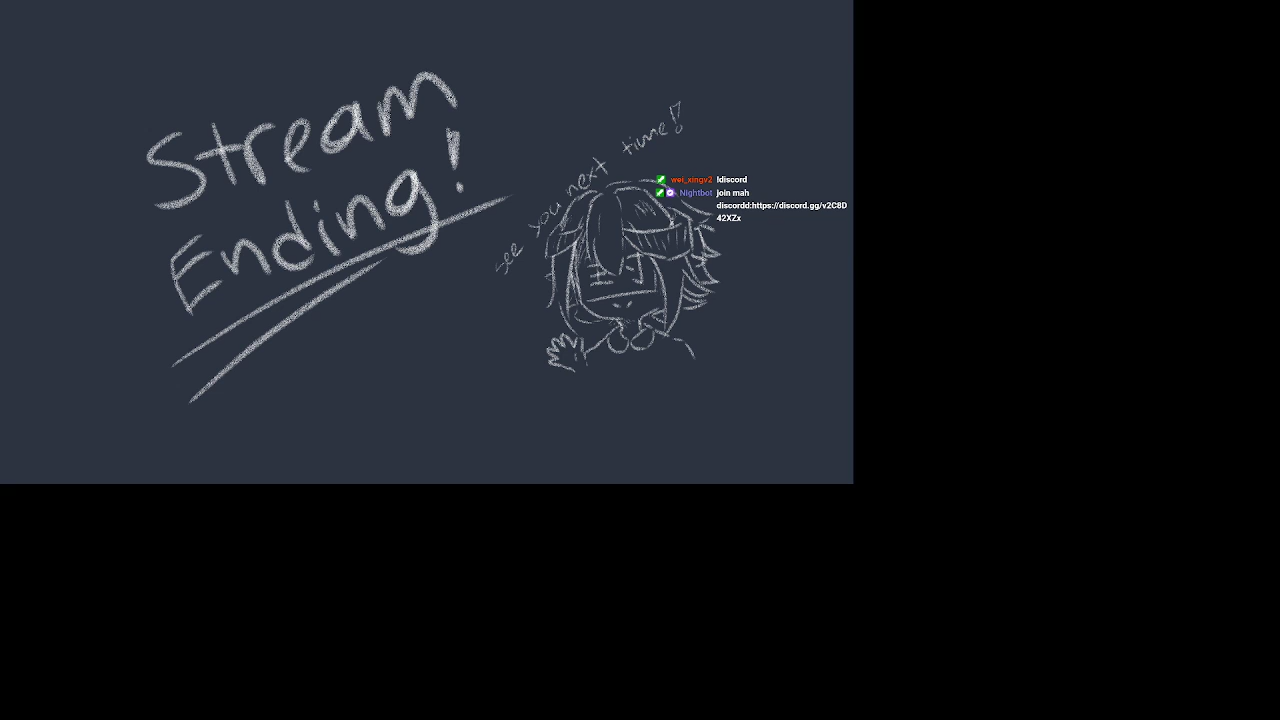 Stream
Ending!
see you next time!!
wei_xingv2 !discord
Nightbot join mah
discordd:https://discord.gg/v2C8D
42XZx